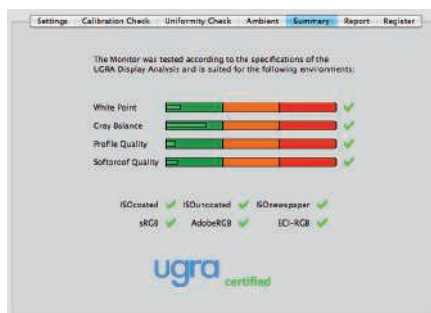 Settings Calibration Check Uniformity Check Ambient Summary Report Register
The Monitor was tested according to the specifications of the
UGRA Display Analysis and is suited for the following environments:
White Point
Gray Balance
Profile Quality
Softproof Quality
ISOcoated ISOuncoated ISOnewspaper
sRGB AdobeRGB ECI-RGB
ugra certified